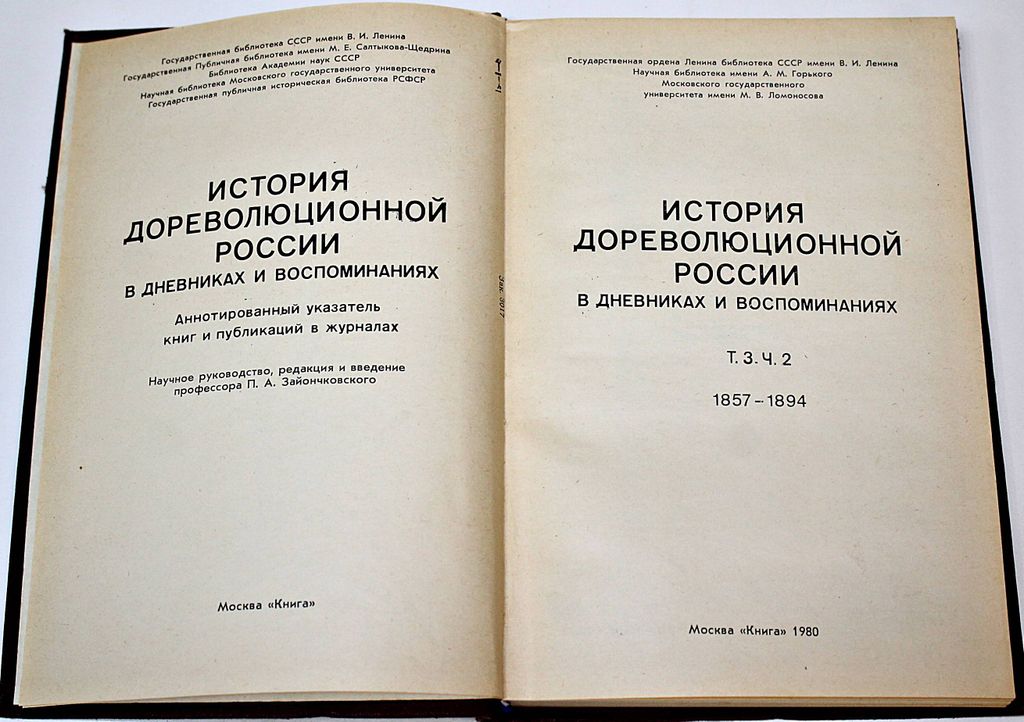 Государственная библиотека СССР имени В. И. Ленина
Государственная Публичная библиотека имени М. Е. Салтыкова-Щедрина
Библиотека Академии наук СССР
Научная библиотека Московского государственного университета
Государственная публичная историческая библиотека РСФСР
ИСТОРИЯ
ДОРЕВОЛЮЦИОННОЙ
РОССИИ
В ДНЕВНИКАХ И ВОСПОМИНАНИЯХ
Аннотированный указатель
книг и публикаций в журналах
Научное руководство, редакция и введение
профессора П. А. Зайончковского
Москва «Книга»
Зак. 3017
Государственная ордена Ленина библиотека СССР имени В. И. Ленина
Научная библиотека имени А. М. Горького
Московского государственного
университета имени М. В. Ломоносова
ИСТОРИЯ
ДОРЕВОЛЮЦИОННОЙ
РОССИИ
В ДНЕВНИКАХ И ВОСПОМИНАНИЯХ
Т. 3. Ч. 2
1857–1894
Москва «Книга» 1980